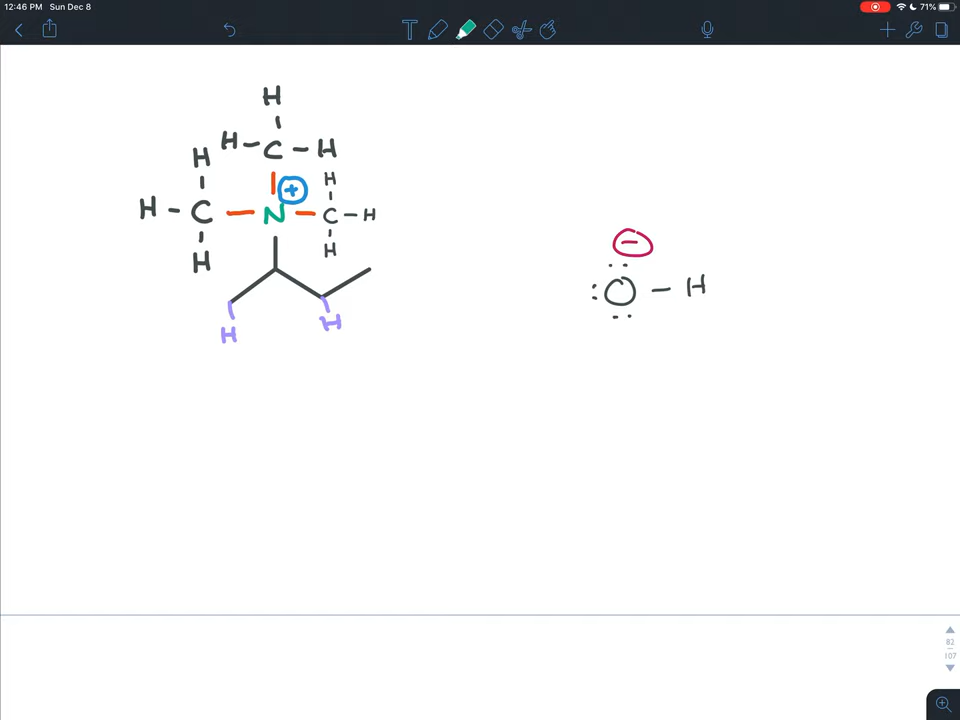 12:46 PM Sun Dec 8
71%
T
H
H - C - H
H
H
H - C - N - C - H
+
H
H
H
H
−
:O - H
82
107